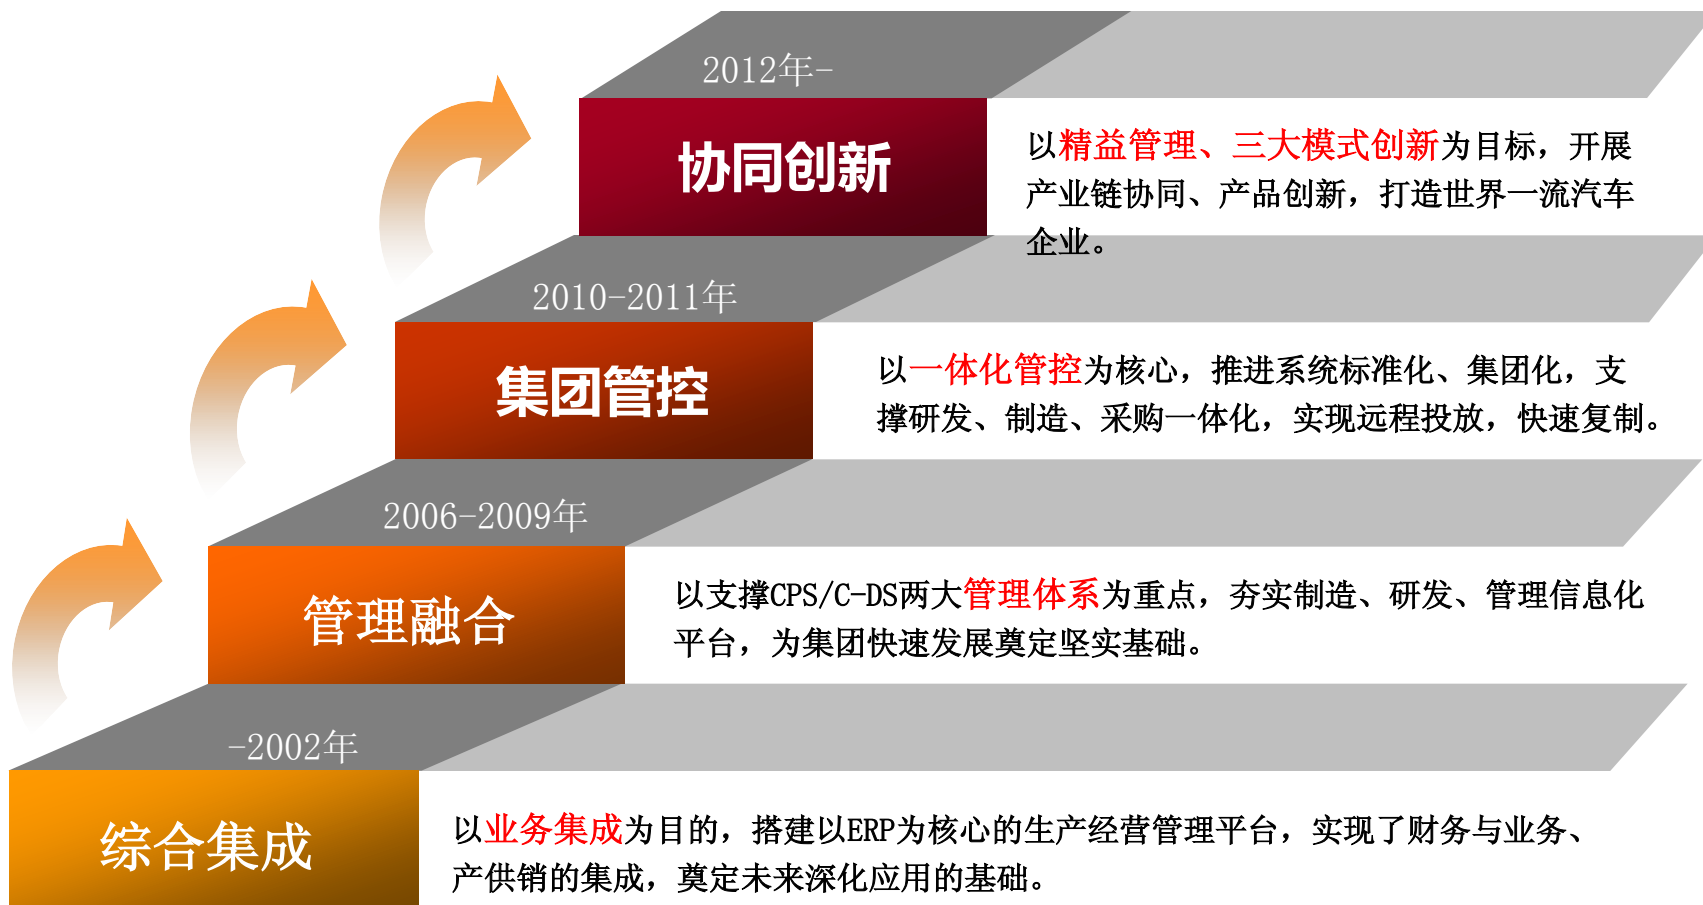 2012年-
协同创新
以精益管理、三大模式创新为目标，开展
产业链协同、产品创新，打造世界一流汽车
企业。
2010-2011年
集团管控
以一体化管控为核心，推进系统标准化、集团化，支
撑研发、制造、采购一体化，实现远程投放，快速复制。
2006-2009年
管理融合
以支撑CPS/C-DS两大管理体系为重点，夯实制造、研发、管理信息化
平台，为集团快速发展奠定坚实基础。
-2002年
综合集成
以业务集成为目的，搭建以ERP为核心的生产经营管理平台，实现了财务与业务、
产供销的集成，奠定未来深化应用的基础。